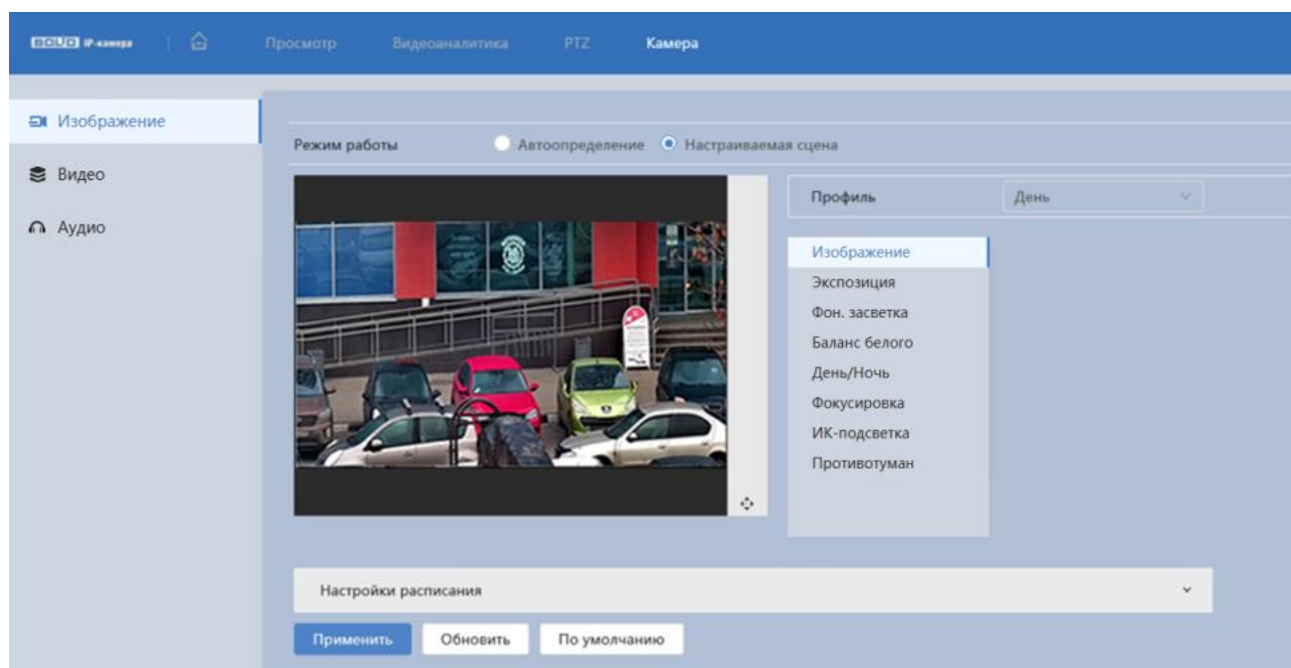 BOLID IP-камера
Просмотр Видеоаналитика PTZ Камера
Изображение
Видео
Аудио
Режим работы Автоопределение Настраиваемая сцена
Профиль День
Изображение
Экспозиция
Фон. засветка
Баланс белого
День/Ночь
Фокусировка
ИК-подсветка
Противотуман
Настройки расписания
Применить Обновить По умолчанию